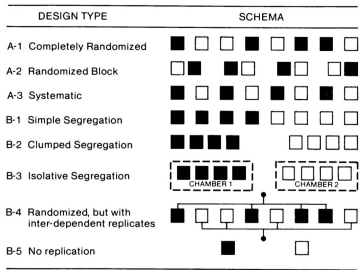 DESIGN TYPE SCHEMA
A-1 Completely Randomized
A-2 Randomized Block
A-3 Systematic
B-1 Simple Segregation
B-2 Clumped Segregation
B-3 Isolative Segregation
CHAMBER 1 CHAMBER 2
B-4 Randomized, but with
inter-dependent replicates
B-5 No replication